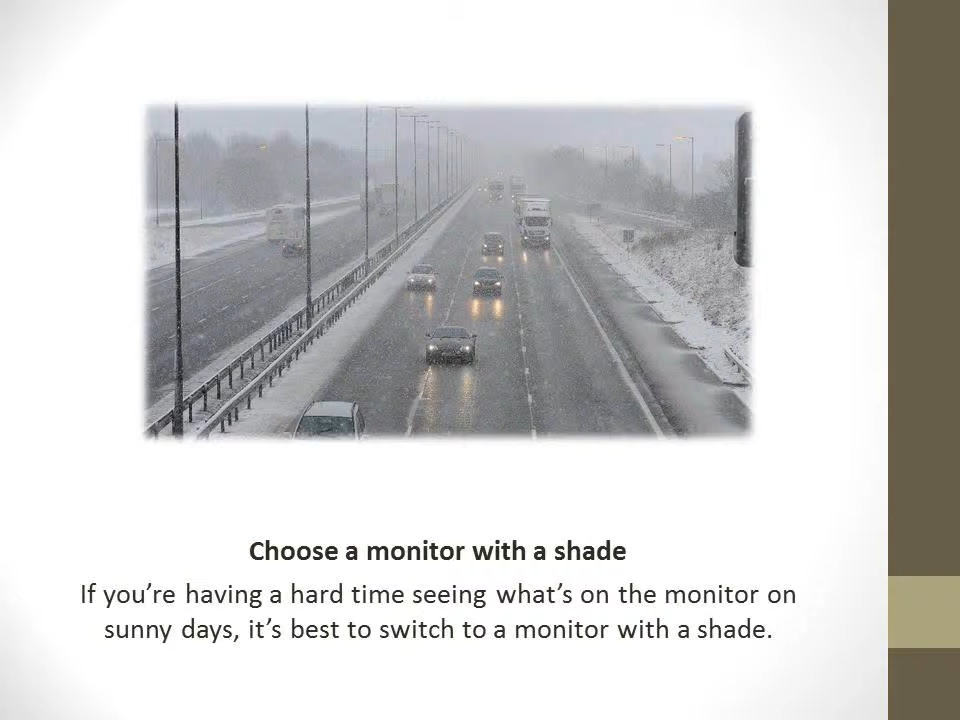 Choose a monitor with a shade
If you’re having a hard time seeing what’s on the monitor on
sunny days, it’s best to switch to a monitor with a shade.